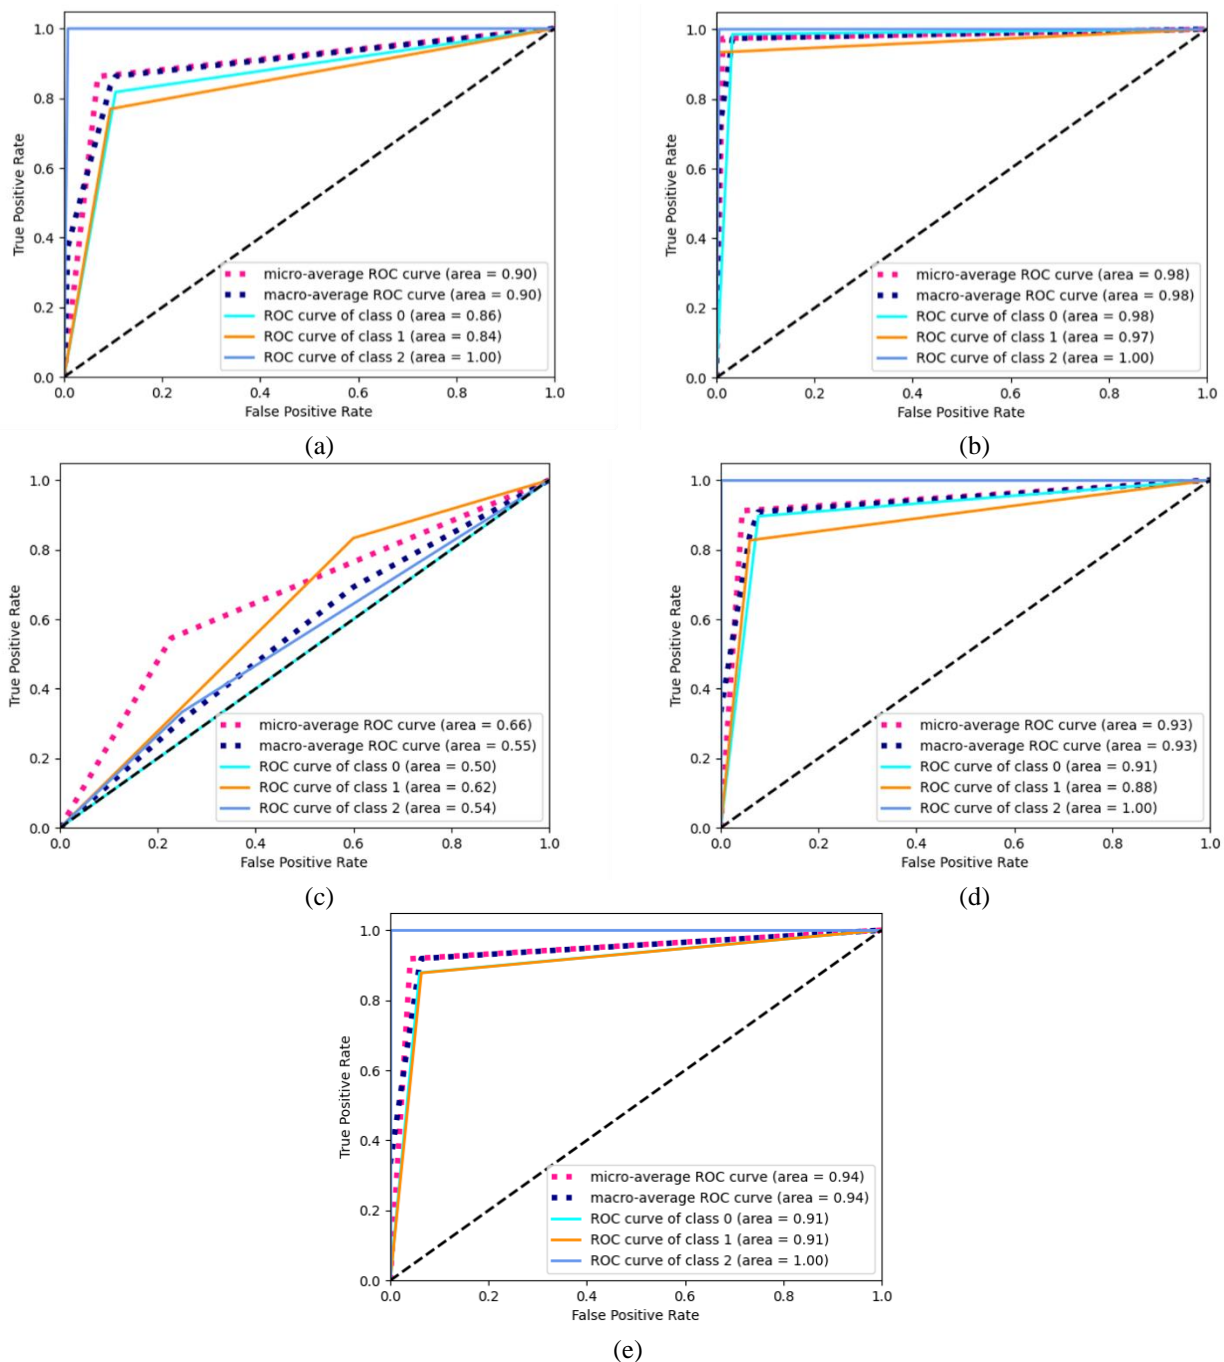 1.0
0.8
0.6
0.4
0.2
0.0
True Positive Rate
micro-average ROC curve (area = 0.90)
macro-average ROC curve (area = 0.90)
ROC curve of class 0 (area = 0.86)
ROC curve of class 1 (area = 0.84)
ROC curve of class 2 (area = 1.00)
0.0 0.2 0.4 0.6 0.8 1.0
False Positive Rate
(a)
1.0
0.8
0.6
0.4
0.2
0.0
True Positive Rate
micro-average ROC curve (area = 0.98)
macro-average ROC curve (area = 0.98)
ROC curve of class 0 (area = 0.98)
ROC curve of class 1 (area = 0.97)
ROC curve of class 2 (area = 1.00)
0.0 0.2 0.4 0.6 0.8 1.0
False Positive Rate
(b)
1.0
0.8
0.6
0.4
0.2
0.0
True Positive Rate
micro-average ROC curve (area = 0.66)
macro-average ROC curve (area = 0.55)
ROC curve of class 0 (area = 0.50)
ROC curve of class 1 (area = 0.62)
ROC curve of class 2 (area = 0.54)
0.0 0.2 0.4 0.6 0.8 1.0
False Positive Rate
(c)
1.0
0.8
0.6
0.4
0.2
0.0
True Positive Rate
micro-average ROC curve (area = 0.93)
macro-average ROC curve (area = 0.93)
ROC curve of class 0 (area = 0.91)
ROC curve of class 1 (area = 0.88)
ROC curve of class 2 (area = 1.00)
0.0 0.2 0.4 0.6 0.8 1.0
False Positive Rate
(d)
1.0
0.8
0.6
0.4
0.2
0.0
True Positive Rate
micro-average ROC curve (area = 0.94)
macro-average ROC curve (area = 0.94)
ROC curve of class 0 (area = 0.91)
ROC curve of class 1 (area = 0.91)
ROC curve of class 2 (area = 1.00)
0.0 0.2 0.4 0.6 0.8 1.0
False Positive Rate
(e)